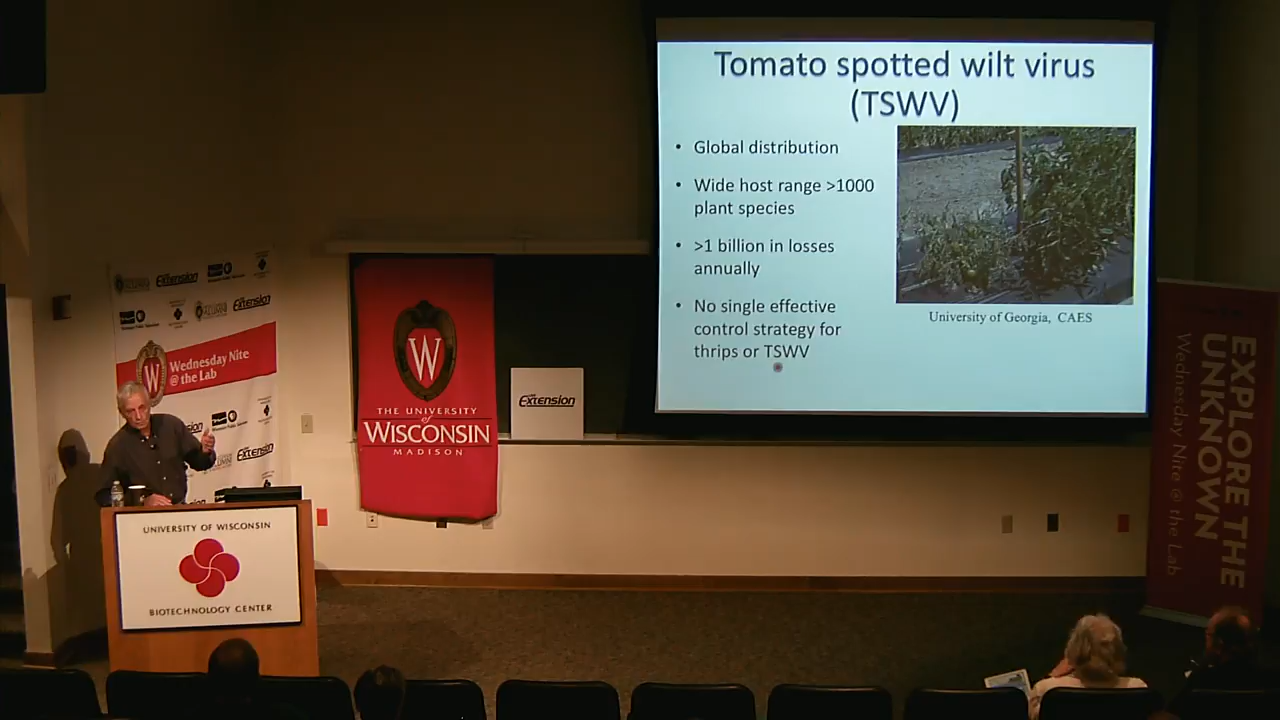 Tomato spotted wilt virus
(TSWV)
• Global distribution
• Wide host range >1000
plant species
• >1 billion in losses
annually
• No single effective
control strategy for
thrips or TSWV
University of Georgia, CAES
Extension
Extension
Wednesday Nite
@ the Lab
Extension
W
THE UNIVERSITY
of
WISCONSIN
MADISON
Extension
UNIVERSITY OF WISCONSIN
BIOTECHNOLOGY CENTER
EXPLORE THE
UNKNOWN
Wednesday Nite @ the Lab